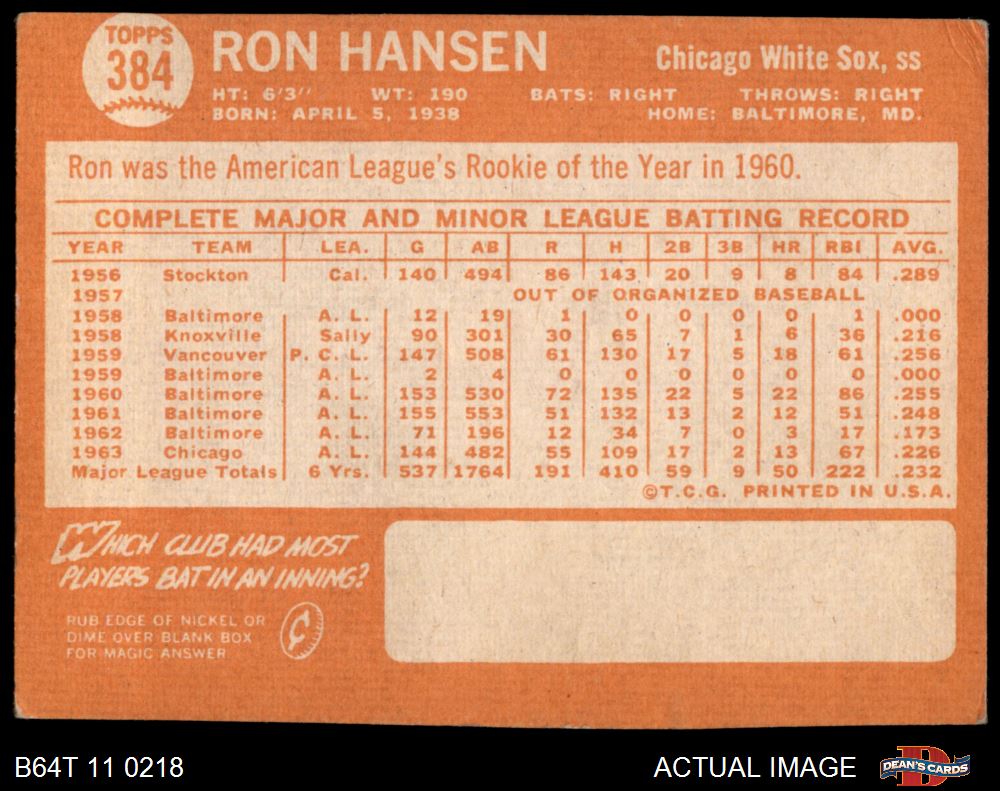 TOPPS
384
RON HANSEN
Chicago White Sox, SS
HT: 6'3" WT: 190 BATS: RIGHT THROWS: RIGHT
BORN: APRIL 5, 1938 HOME: BALTIMORE, MD.
Ron was the American League's Rookie of the Year in 1960.
COMPLETE MAJOR AND MINOR LEAGUE BATTING RECORD
YEAR TEAM LEA. G AB R H 2B 3B HR RBI AVG.
1956 Stockton Cal. 140 494 86 143 20 9 8 84 .289
1957 OUT OF ORGANIZED BASEBALL
1958 Baltimore A. L. 12 19 1 0 0 0 0 1 .000
1958 Knoxville Sally 90 301 30 65 7 1 6 36 .216
1959 Vancouver P. C. L. 147 508 61 130 17 5 18 61 .256
1959 Baltimore A. L. 2 4 0 0 0 0 0 0 .000
1960 Baltimore A. L. 153 530 72 135 22 5 22 86 .255
1961 Baltimore A. L. 155 553 51 132 13 2 12 51 .248
1962 Baltimore A. L. 71 196 12 34 7 0 3 17 .173
1963 Chicago A. L. 144 482 55 109 17 2 13 67 .226
Major League Totals 6 Yrs. 537 1764 191 410 59 9 50 222 .232
©T.C.G. PRINTED IN U.S.A.
WHICH CLUB HAD MOST
PLAYERS BAT IN AN INNING?
RUB EDGE OF NICKEL OR
DIME OVER BLANK BOX
FOR MAGIC ANSWER
¢
B64T 11 0218
ACTUAL IMAGE
D
DEAN'S CARDS